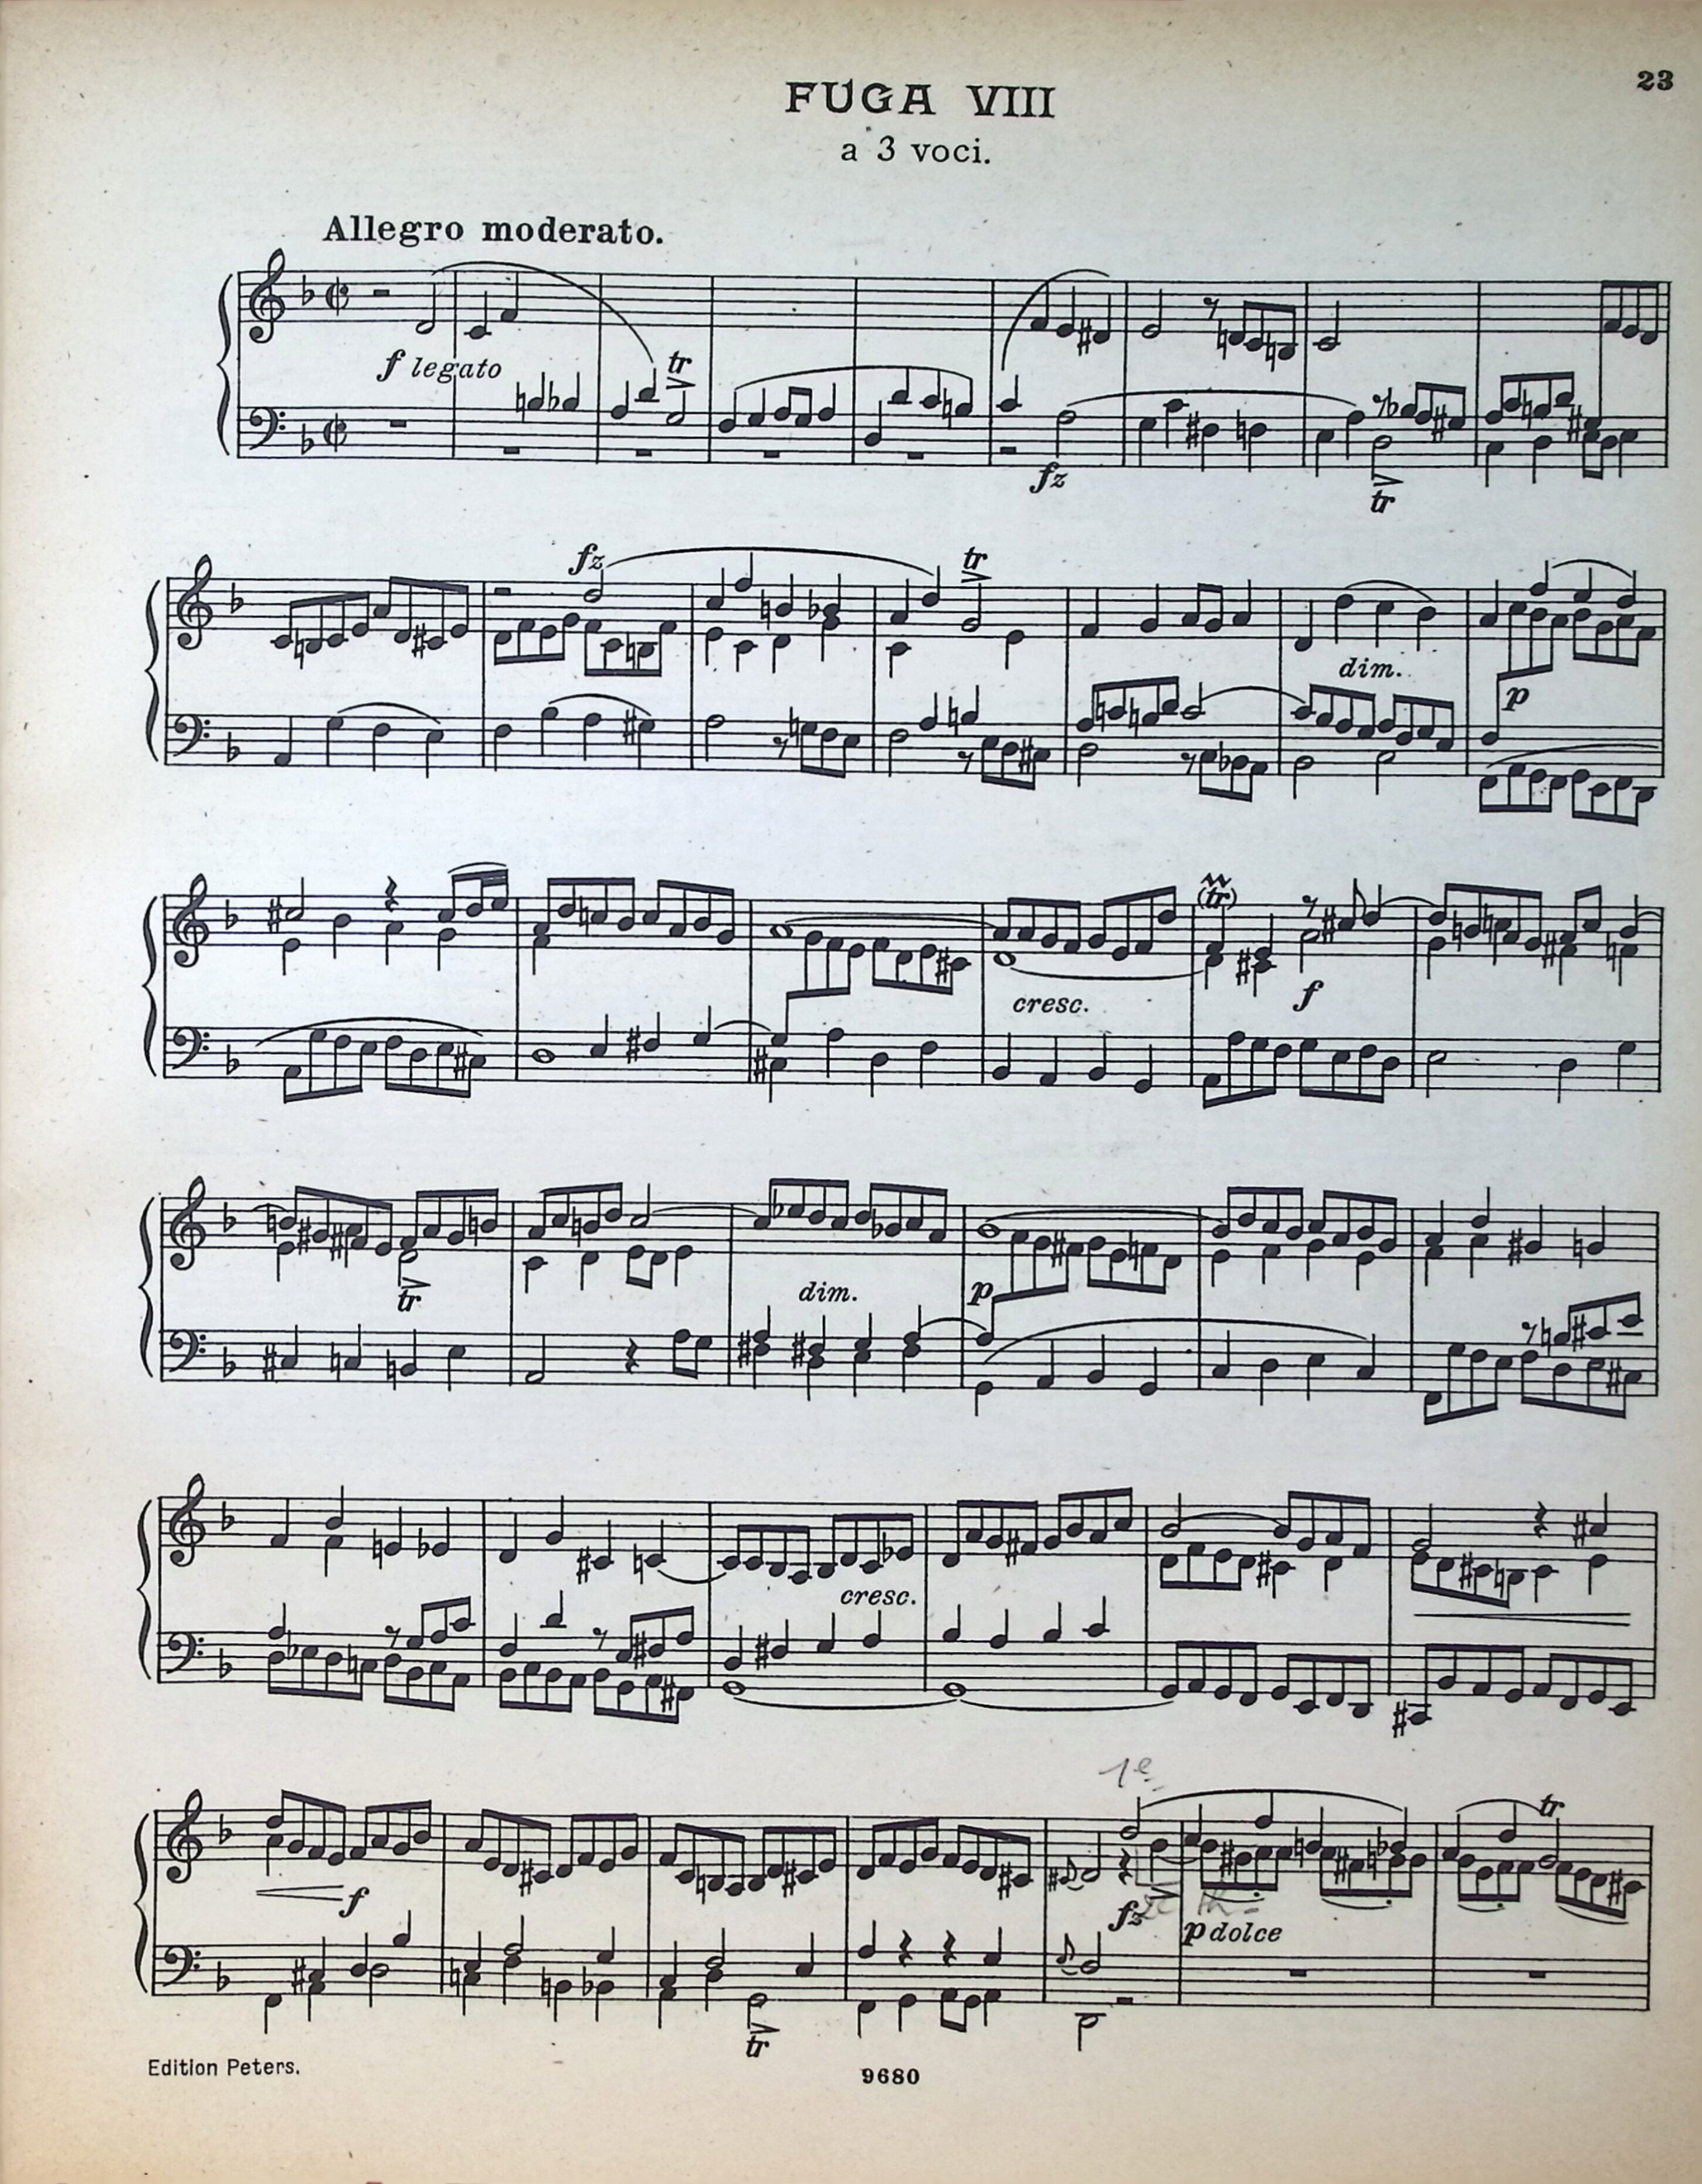 23
FUGA VIII
a 3 voci.
Allegro moderato.
f legato
tr
fz
tr
fz
tr
dim.
p
(tr)
cresc.
f
tr
dim.
p
cresc.
1e
f
tr
fz
p dolce
tr
Edition Peters.
9680